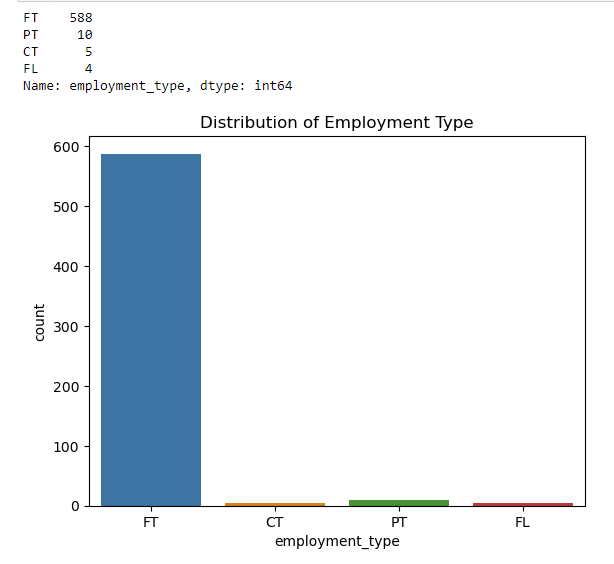 FT    588
PT     10
CT      5
FL      4
Name: employment_type, dtype: int64
Distribution of Employment Type
600
500
400
300
200
100
0
count
FT CT PT FL
employment_type